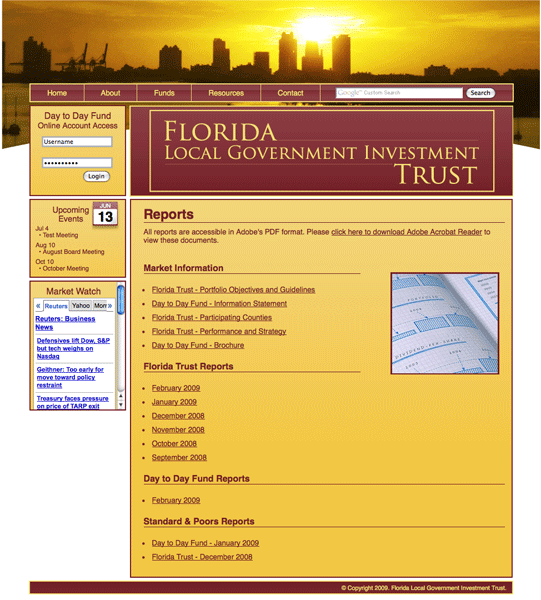 Home About Funds Resources Contact Google™ Custom Search Search
Day to Day Fund
Online Account Access
Username
••••••••••
Login
FLORIDA
LOCAL GOVERNMENT INVESTMENT
TRUST
Upcoming
Events
JUN
13
Jul 4
• Test Meeting
Aug 10
• August Board Meeting
Oct 10
• October Meeting
Market Watch
« Reuters Yahoo Morr »
Reuters: Business
News
Defensives lift Dow, S&P
but tech weighs on
Nasdaq
Geithner: Too early for
move toward policy
restraint
Treasury faces pressure
on price of TARP exit
Reports
All reports are accessible in Adobe's PDF format. Please click here to download Adobe Acrobat Reader to
view these documents.
Market Information
• Florida Trust - Portfolio Objectives and Guidelines
• Day to Day Fund - Information Statement
• Florida Trust - Participating Counties
• Florida Trust - Performance and Strategy
• Day to Day Fund - Brochure
PORTFOLIO
DIVIDEND-PER-SHARE
Florida Trust Reports
• February 2009
• January 2009
• December 2008
• November 2008
• October 2008
• September 2008
Day to Day Fund Reports
• February 2009
Standard & Poors Reports
• Day to Day Fund - January 2009
• Florida Trust - December 2008
© Copyright 2009. Florida Local Government Investment Trust.